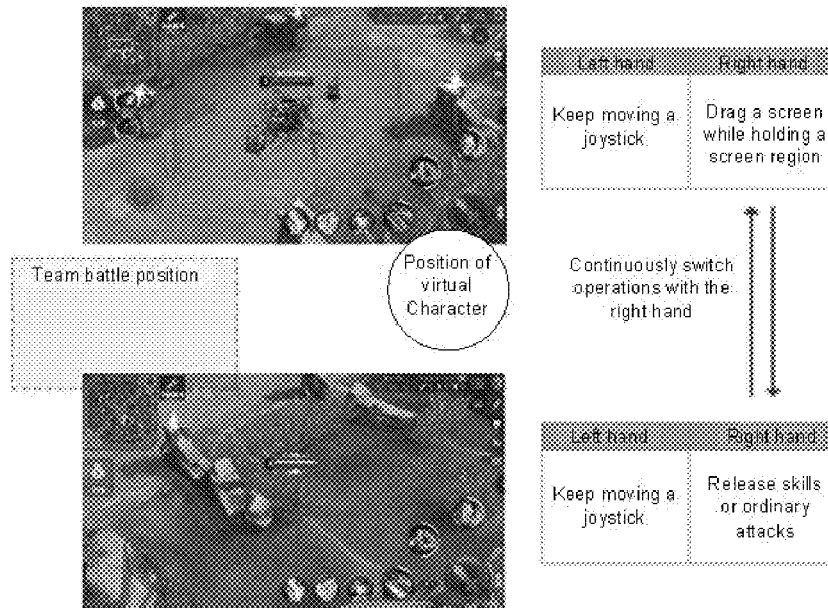 Left hand
Right hand
Keep moving a
joystick
Drag a screen
while holding a
screen region
Team battle position
Position of
virtual
Character
Continuously switch
operations with the
right hand
Left hand
Right hand
Keep moving a
joystick
Release skills
or ordinary
attacks